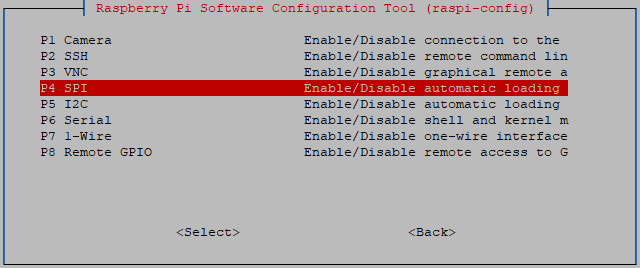 Raspberry Pi Software Configuration Tool (raspi-config)
P1 Camera Enable/Disable connection to the
P2 SSH Enable/Disable remote command lin
P3 VNC Enable/Disable graphical remote a
P4 SPI Enable/Disable automatic loading
P5 I2C Enable/Disable automatic loading
P6 Serial Enable/Disable shell and kernel m
P7 1-Wire Enable/Disable one-wire interface
P8 Remote GPIO Enable/Disable remote access to G
<Select> <Back>